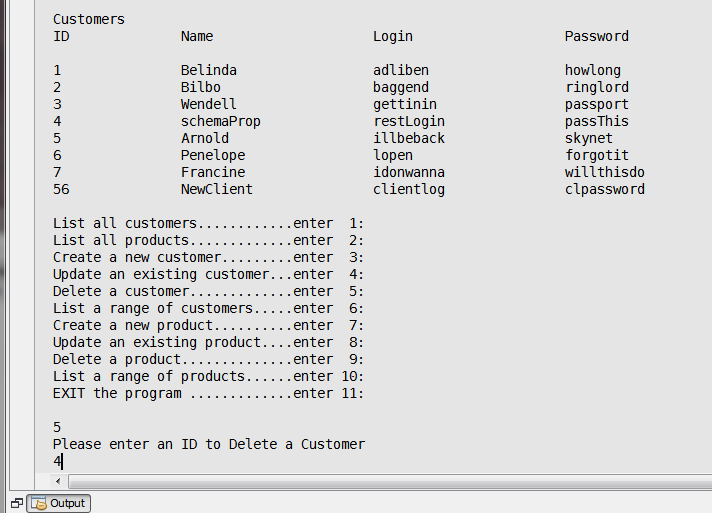 Customers
ID Name Login Password
1 Belinda adliben howlong
2 Bilbo baggend ringlord
3 Wendell gettinin passport
4 schemaProp restLogin passThis
5 Arnold illbeback skynet
6 Penelope lopen forgotit
7 Francine idonwanna willthisdo
56 NewClient clientlog clpassword
List all customers............enter  1:
List all products.............enter  2:
Create a new customer.........enter  3:
Update an existing customer...enter  4:
Delete a customer.............enter  5:
List a range of customers.....enter  6:
Create a new product..........enter  7:
Update an existing product....enter  8:
Delete a product..............enter  9:
List a range of products......enter 10:
EXIT the program .............enter 11:
5
Please enter an ID to Delete a Customer
4
Output